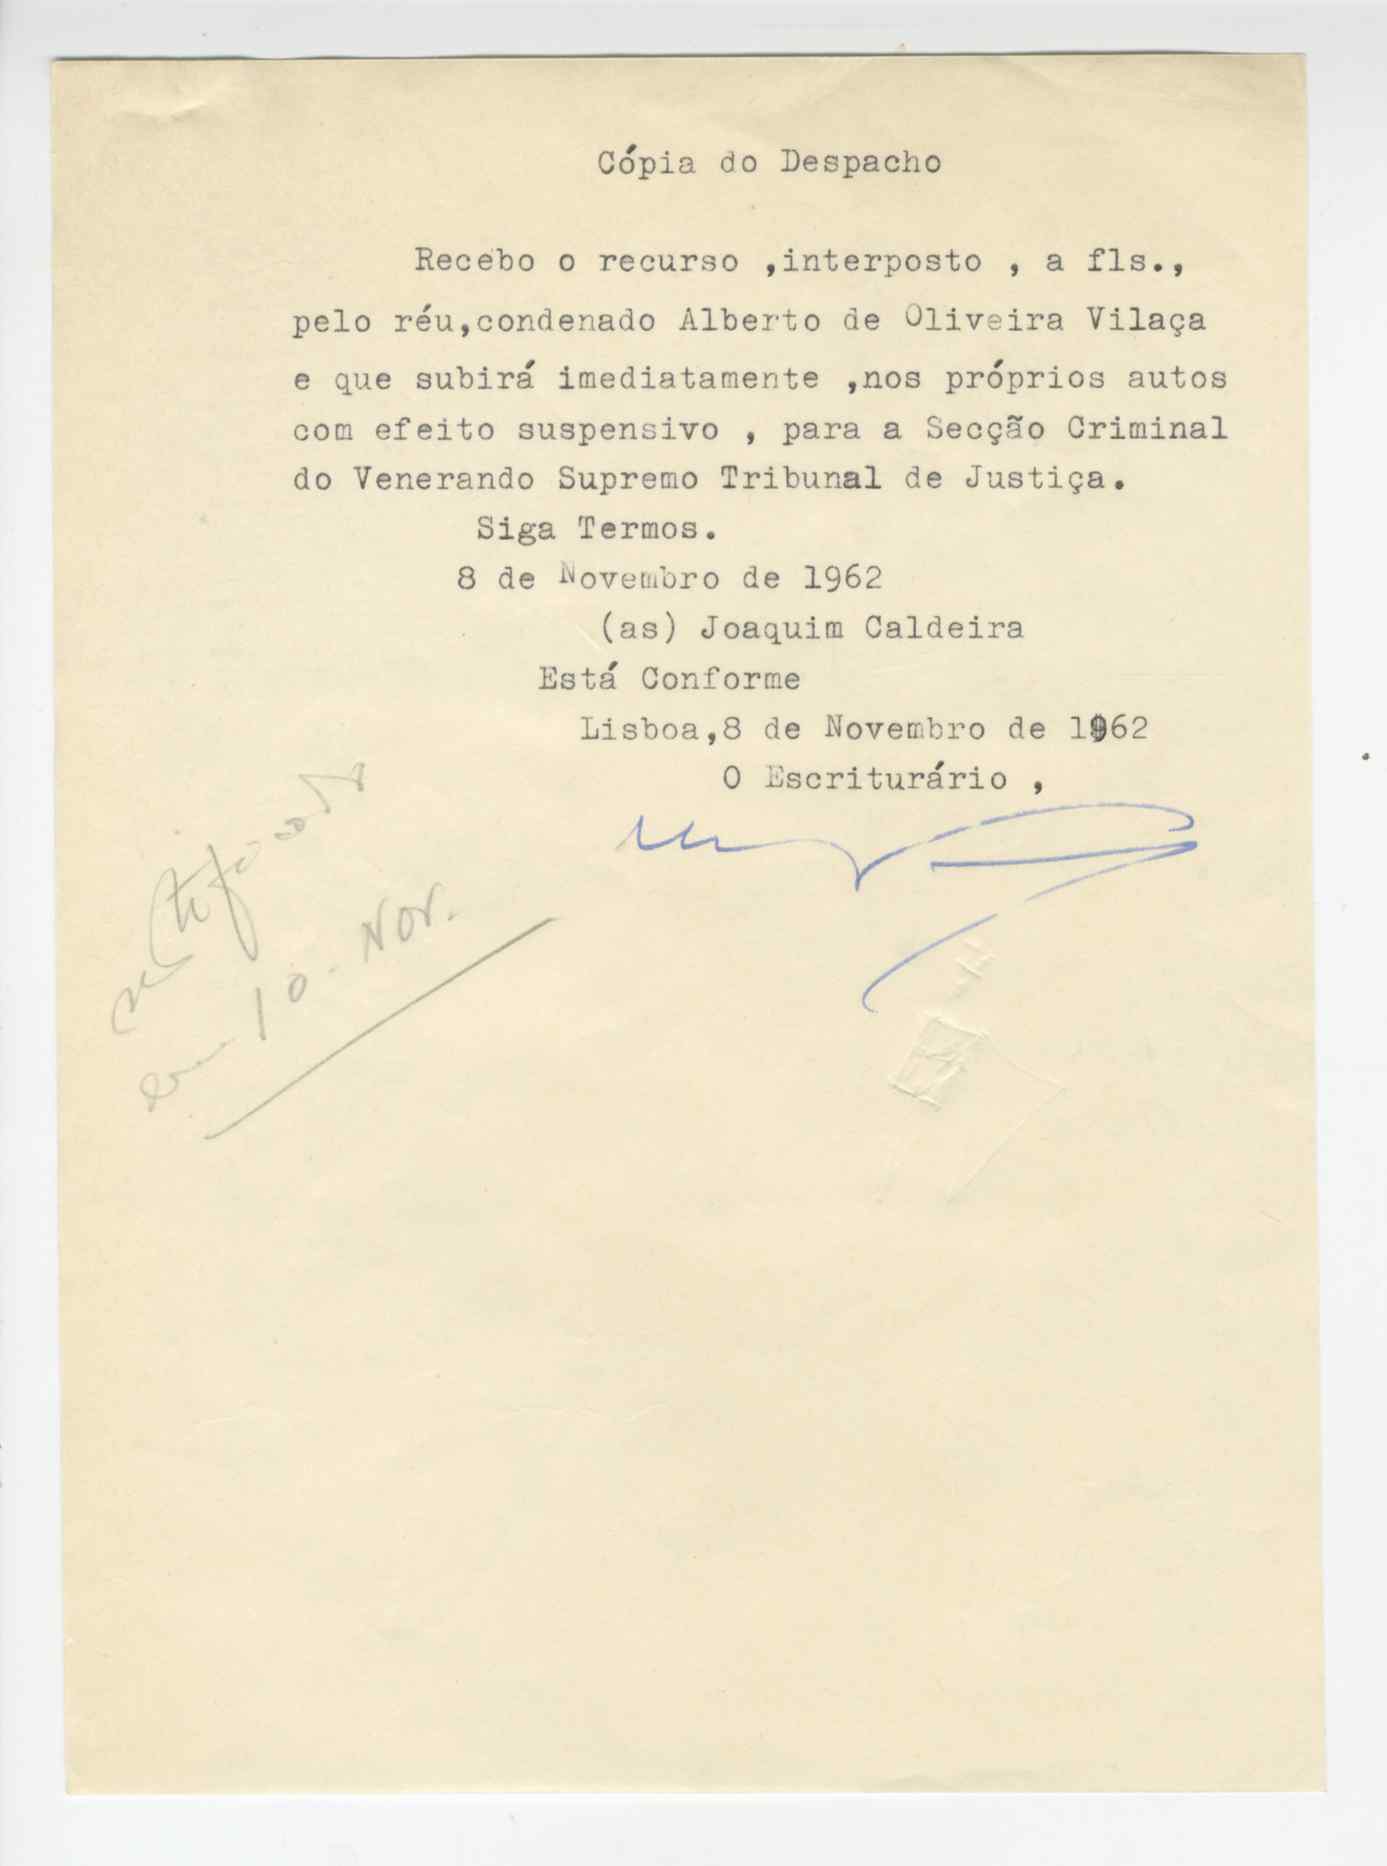 Cópia do Despacho
Recebo o recurso ,interposto , a fls.,
pelo réu,condenado Alberto de Oliveira Vilaça
e que subirá imediatamente ,nos próprios autos
com efeito suspensivo , para a Secção Criminal
do Venerando Supremo Tribunal de Justiça.
Siga Termos.
8 de Novembro de 1962
(as) Joaquim Caldeira
Está Conforme
Lisboa,8 de Novembro de 1962
O Escriturário ,
em 10. Nov.